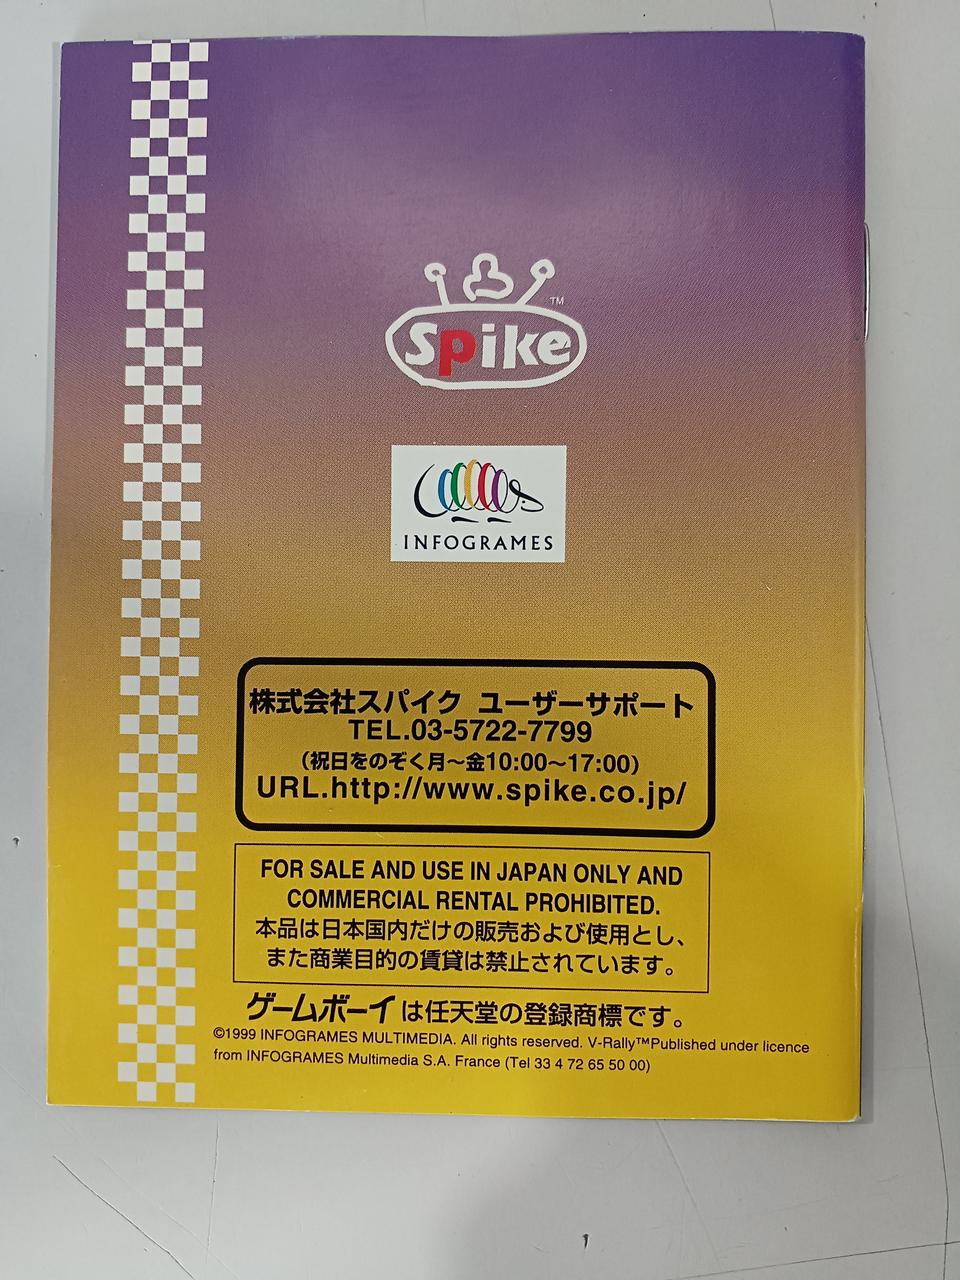 Spike™
INFOGRAMES
株式会社スパイク ユーザーサポート
TEL.03-5722-7799
(祝日をのぞく月〜金10:00〜17:00)
URL.http://www.spike.co.jp/
FOR SALE AND USE IN JAPAN ONLY AND
COMMERCIAL RENTAL PROHIBITED.
本品は日本国内だけの販売および使用とし、
また商業目的の賃貸は禁止されています。
ゲームボーイは任天堂の登録商標です。
©1999 INFOGRAMES MULTIMEDIA. All rights reserved. V-Rally™Published under licence
from INFOGRAMES Multimedia S.A. France (Tel 33 4 72 65 50 00)